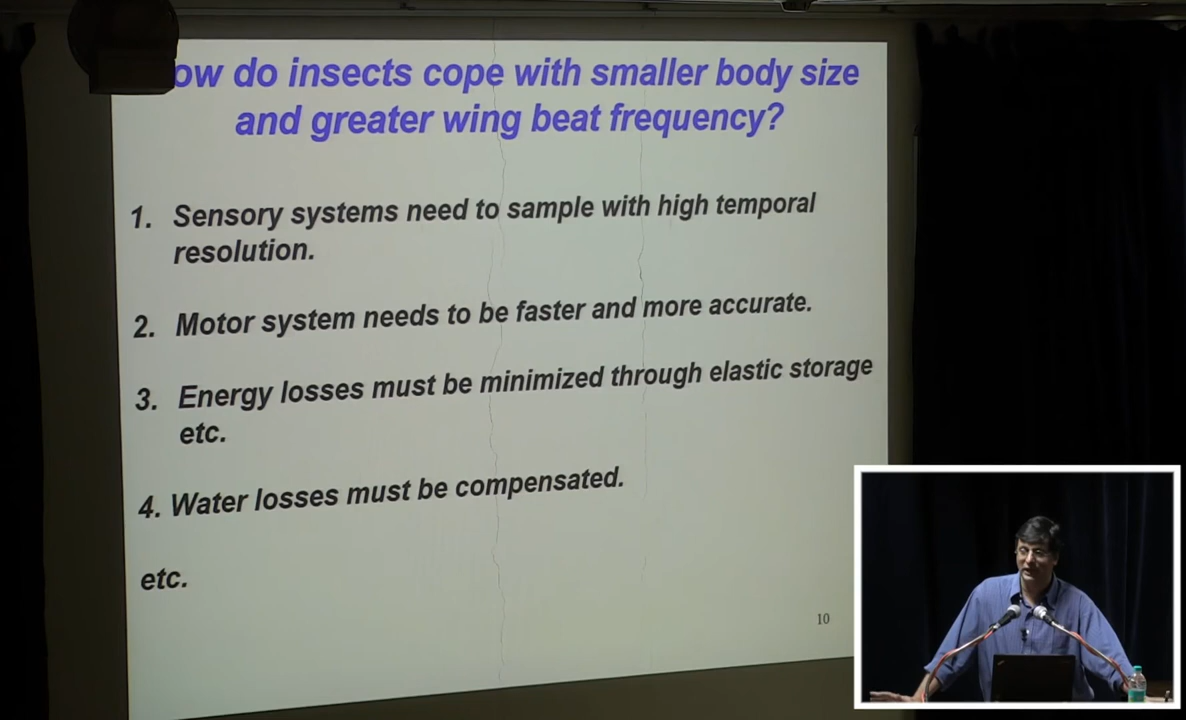 ow do insects cope with smaller body size
and greater wing beat frequency?
1. Sensory systems need to sample with high temporal
resolution.
2. Motor system needs to be faster and more accurate.
3. Energy losses must be minimized through elastic storage
etc.
4. Water losses must be compensated.
etc.
10